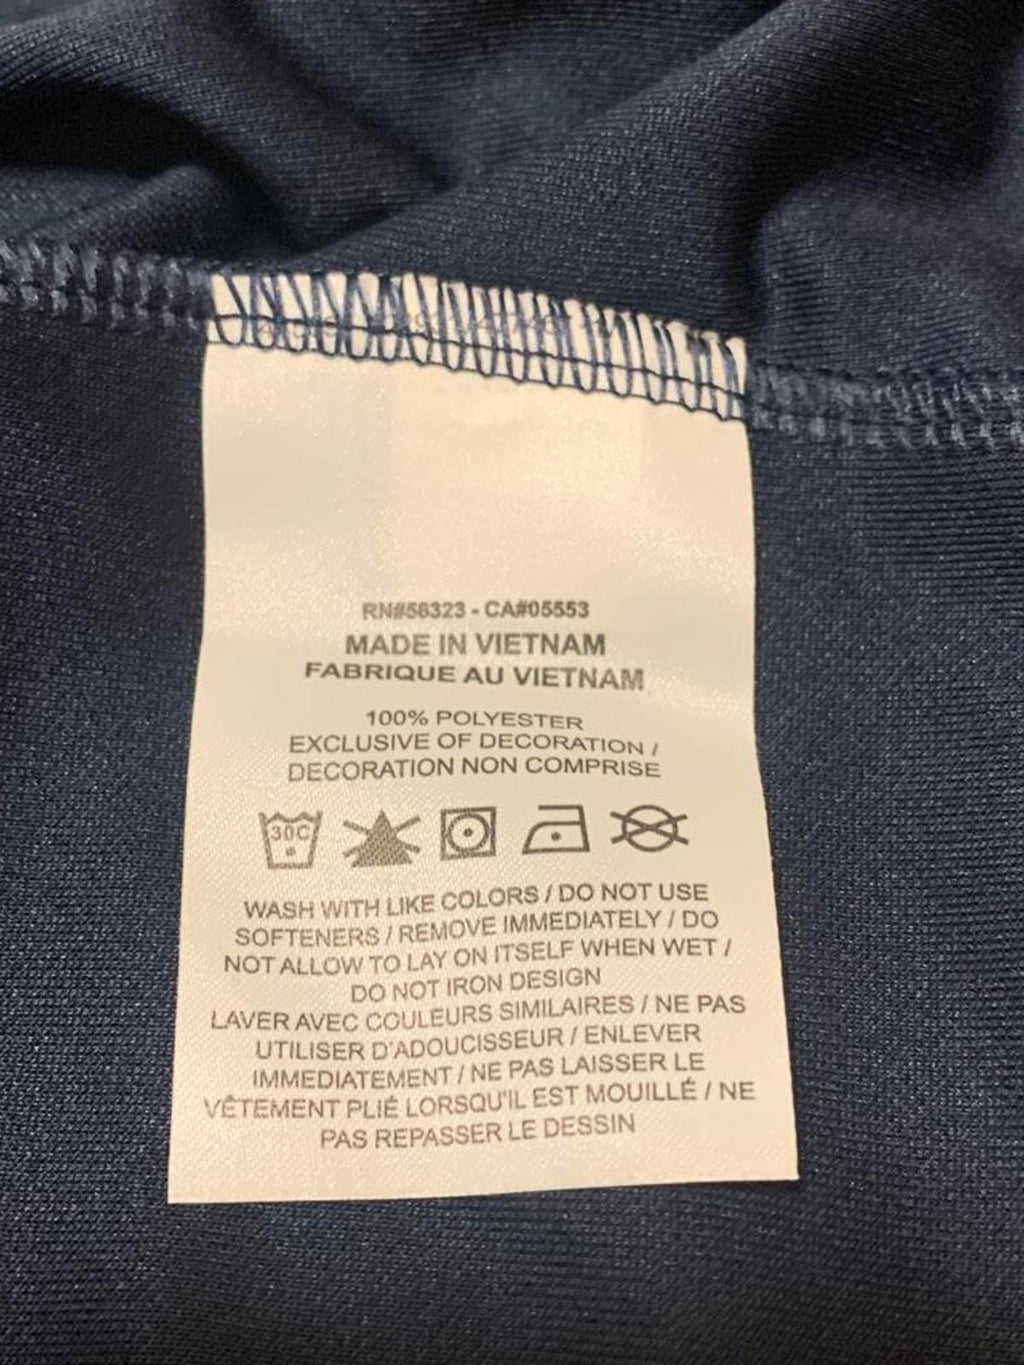 RN#56323 - CA#05553
MADE IN VIETNAM
FABRIQUE AU VIETNAM
100% POLYESTER
EXCLUSIVE OF DECORATION /
DECORATION NON COMPRISE
30C
WASH WITH LIKE COLORS / DO NOT USE
SOFTENERS / REMOVE IMMEDIATELY / DO
NOT ALLOW TO LAY ON ITSELF WHEN WET /
DO NOT IRON DESIGN
LAVER AVEC COULEURS SIMILAIRES / NE PAS
UTILISER D'ADOUCISSEUR / ENLEVER
IMMEDIATEMENT / NE PAS LAISSER LE
VÊTEMENT PLIÉ LORSQU'IL EST MOUILLÉ / NE
PAS REPASSER LE DESSIN